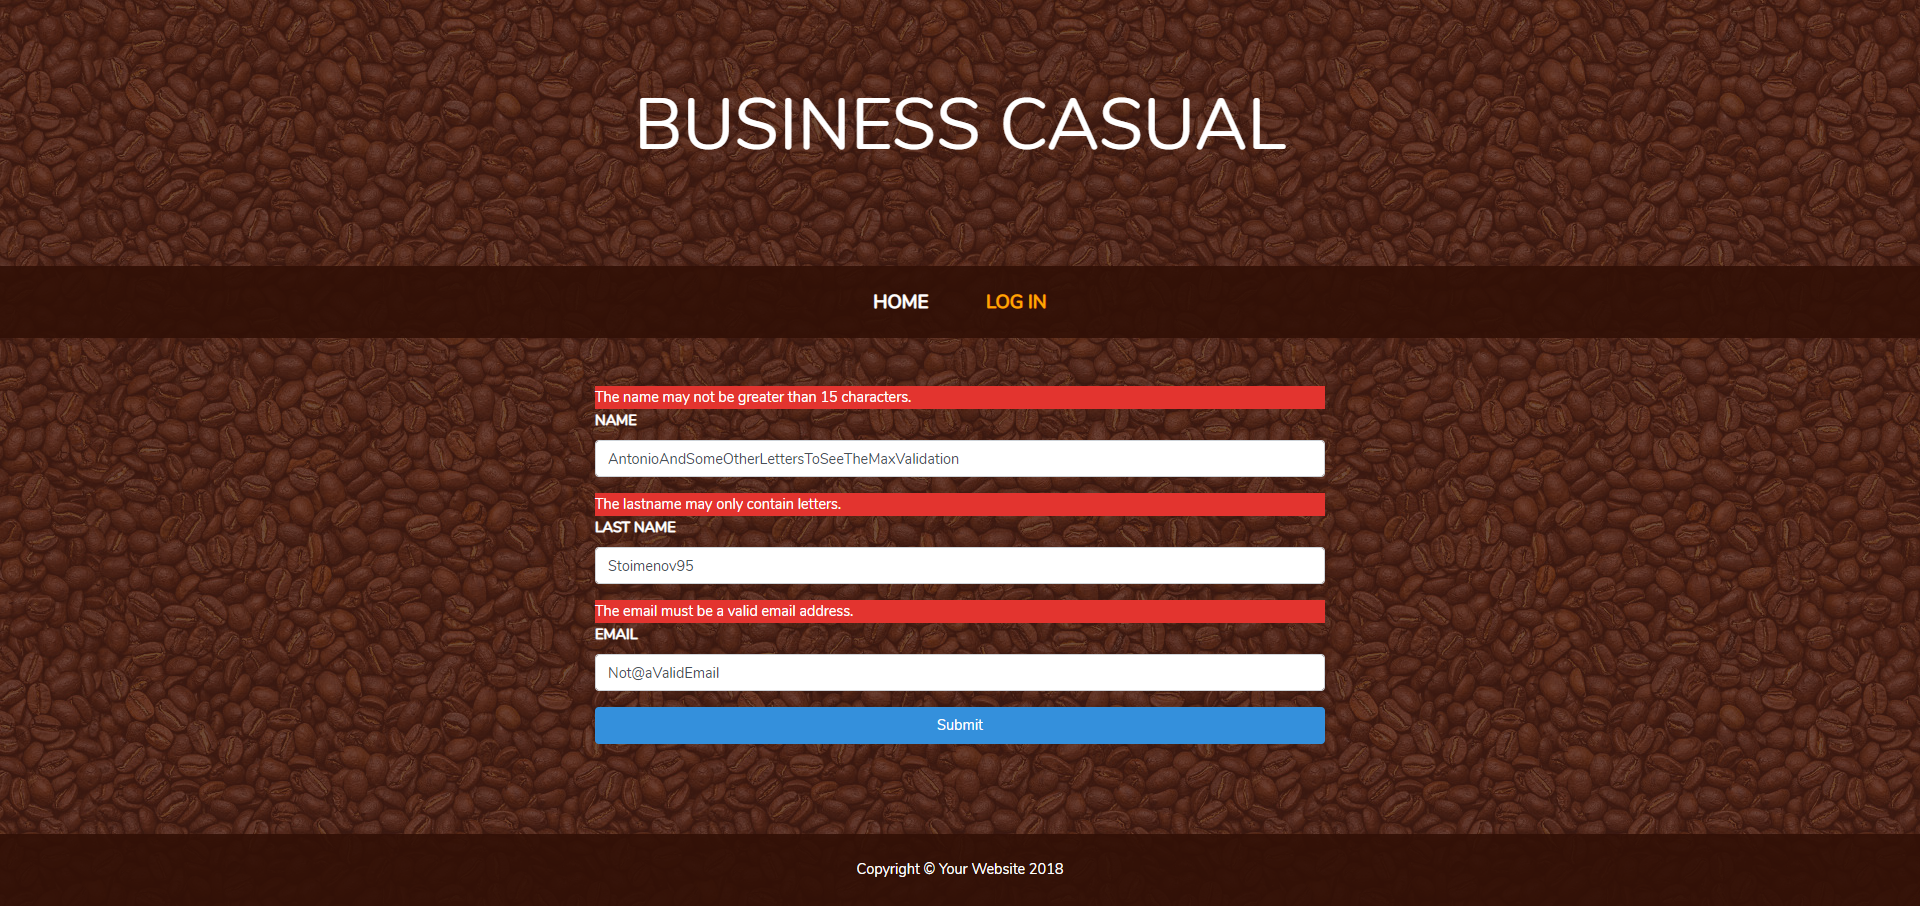 BUSINESS CASUAL
HOME LOG IN
The name may not be greater than 15 characters.
NAME
AntonioAndSomeOtherLettersToSeeTheMaxValidation
The lastname may only contain letters.
LAST NAME
Stoimenov95
The email must be a valid email address.
EMAIL
Not@aValidEmail
Submit
Copyright © Your Website 2018